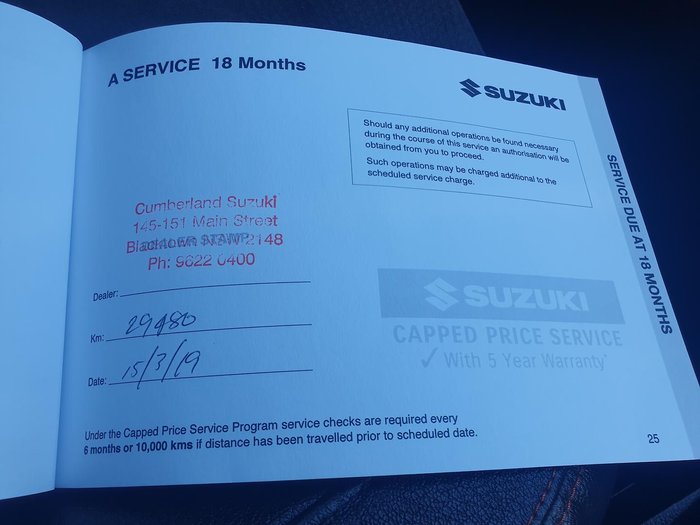 A SERVICE 18 Months
SUZUKI
Should any additional operations be found necessary
during the course of this service an authorisation will be
obtained from you to proceed.
Such operations may be charged additional to the
scheduled service charge.
SERVICE DUE AT 18 MONTHS
Cumberland Suzuki
145-151 Main Street
Blacktown NSW 2148
DEALER STAMP
Ph: 9622 0400
Dealer:
Km: 29480
Date: 15/3/19
SUZUKI
CAPPED PRICE SERVICE
✓ With 5 Year Warranty*
Under the Capped Price Service Program service checks are required every
6 months or 10,000 kms if distance has been travelled prior to scheduled date.
25